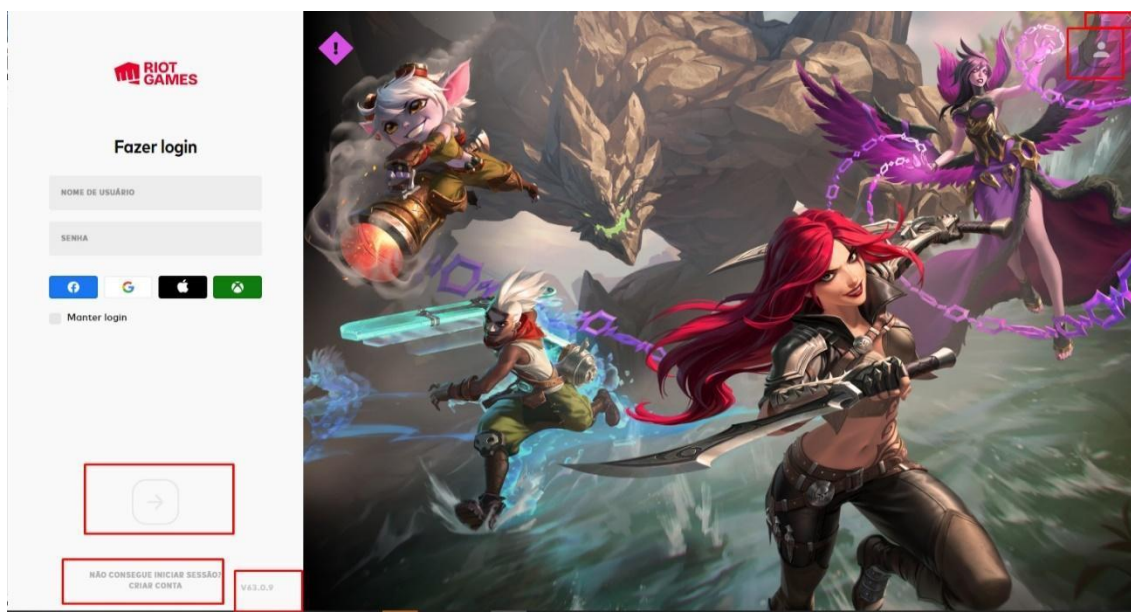 RIOT
GAMES
Fazer login
NOME DE USUÁRIO
SENHA
G
Manter login
NÃO CONSEGUE INICIAR SESSÃO?
CRIAR CONTA
V63.0.9
!